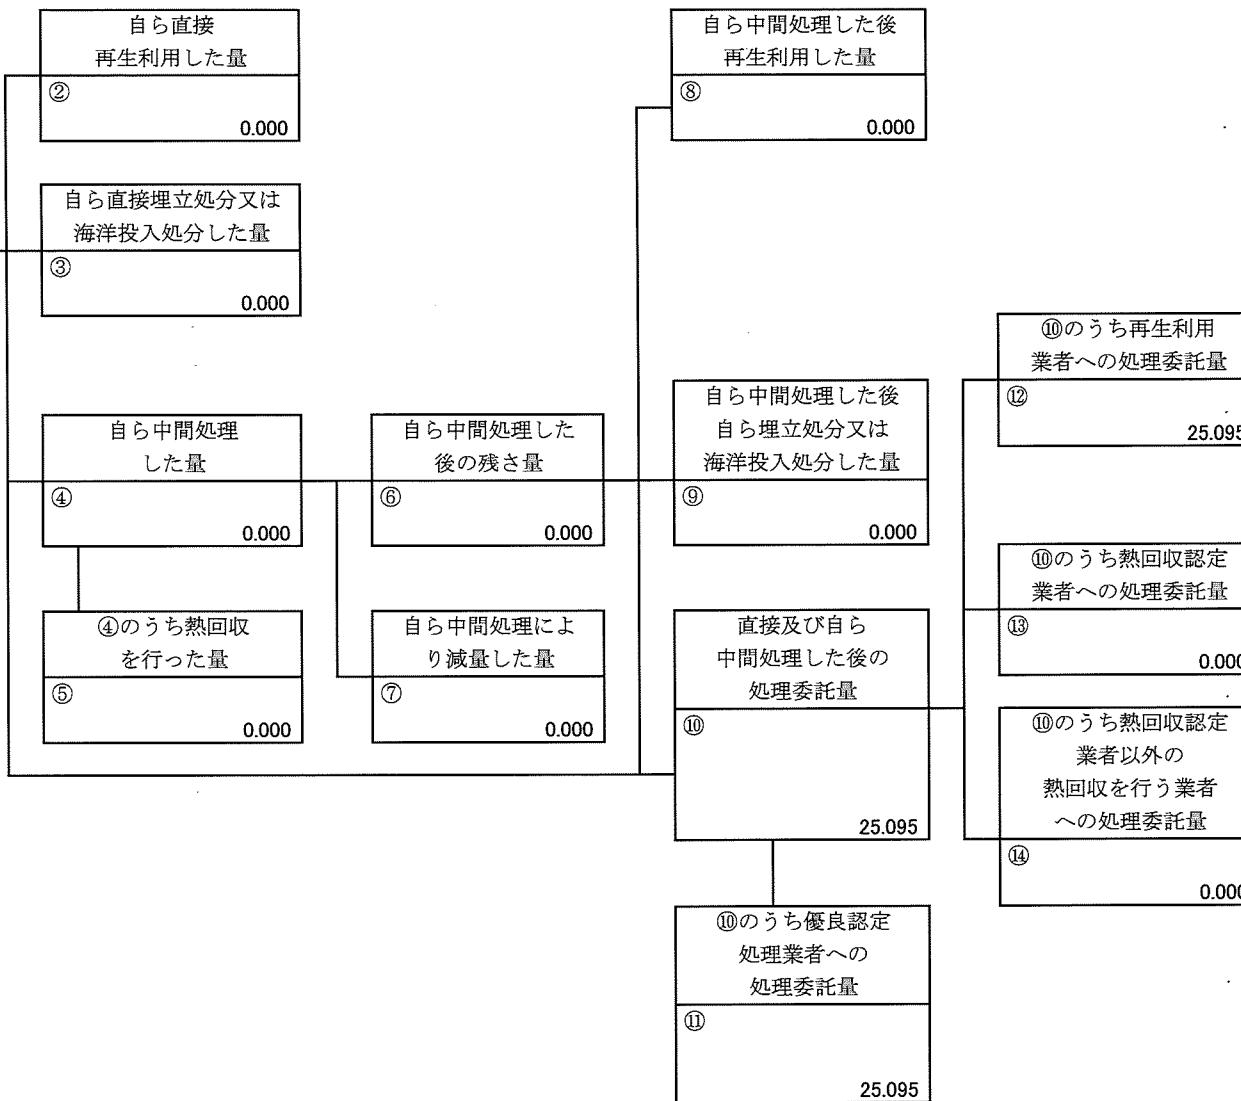 自ら直接
再生利用した量
②
0.000
自ら中間処理した後
再生利用した量
⑧
0.000
自ら直接埋立処分又は
海洋投入処分した量
③
0.000
⑩のうち再生利用
業者への処理委託量
⑫
25.095
自ら中間処理
した量
④
0.000
自ら中間処理した
後の残さ量
⑥
0.000
自ら中間処理した後
自ら埋立処分又は
海洋投入処分した量
⑨
0.000
⑩のうち熱回収認定
業者への処理委託量
⑬
0.000
④のうち熱回収
を行った量
⑤
0.000
自ら中間処理によ
り減量した量
⑦
0.000
直接及び自ら
中間処理した後の
処理委託量
⑩
25.095
⑩のうち熱回収認定
業者以外の
熱回収を行う業者
への処理委託量
⑭
0.000
⑩のうち優良認定
処理業者への
処理委託量
⑪
25.095